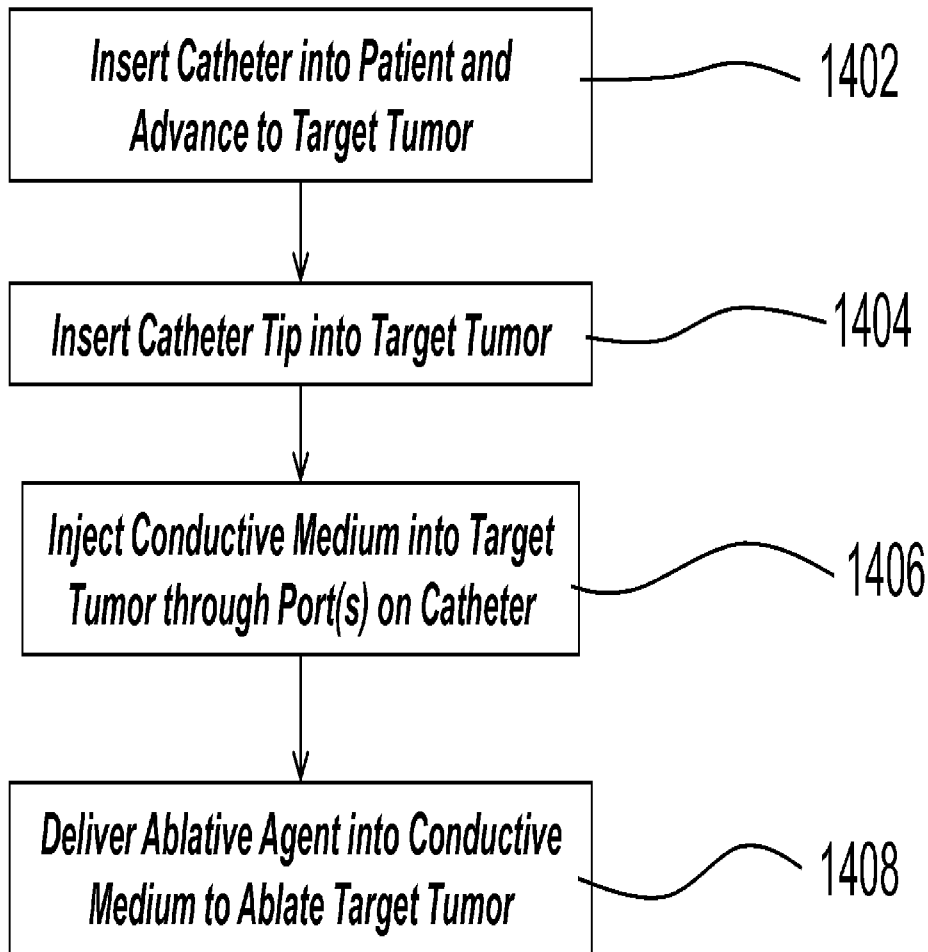 Insert Catheter into Patient and
Advance to Target Tumor
1402
Insert Catheter Tip into Target Tumor
1404
Inject Conductive Medium into Target
Tumor through Port(s) on Catheter
1406
Deliver Ablative Agent into Conductive
Medium to Ablate Target Tumor
1408